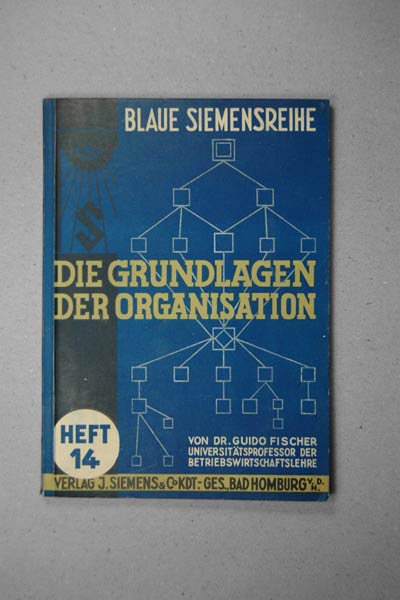 BLAUE SIEMENSREIHE
S
DIE GRUNDLAGEN
DER ORGANISATION
HEFT
14
VON DR. GUIDO FISCHER
UNIVERSITÄTSPROFESSOR DER
BETRIEBSWIRTSCHAFTSLEHRE
VERLAG J. SIEMENS & Co KDT.- GES., BAD HOMBURG v. D. H.